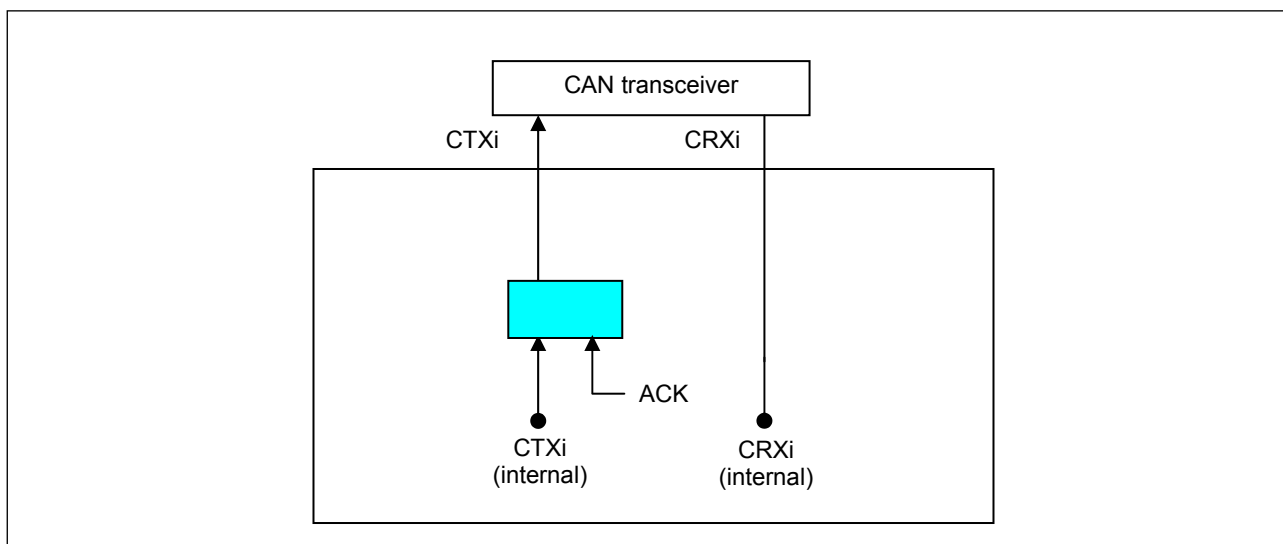 CAN transceiver
CTXi
CRXi
ACK
CTXi
(internal)
CRXi
(internal)